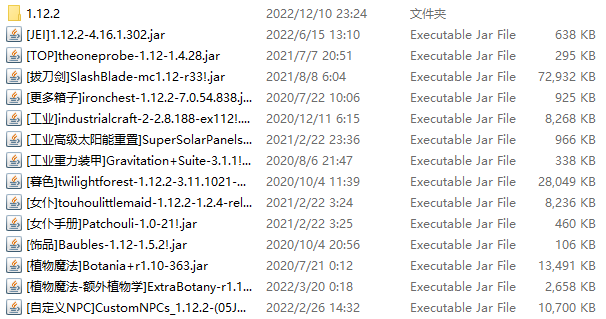 1.12.2 2022/12/10 23:24 文件夹
[JEI]1.12.2-4.16.1.302.jar 2022/6/15 13:10 Executable Jar File 638 KB
[TOP]theoneprobe-1.12-1.4.28.jar 2021/7/7 20:51 Executable Jar File 295 KB
[拔刀剑]SlashBlade-mc1.12-r33!.jar 2021/8/8 6:04 Executable Jar File 72,932 KB
[更多箱子]ironchest-1.12.2-7.0.54.838.j... 2020/7/22 10:06 Executable Jar File 925 KB
[工业]industrialcraft-2-2.8.188-ex112!.... 2020/12/11 6:15 Executable Jar File 8,268 KB
[工业高级太阳能重置]SuperSolarPanels... 2021/2/22 23:36 Executable Jar File 966 KB
[工业重力装甲]Gravitation+Suite-3.1.1!... 2020/8/6 21:47 Executable Jar File 338 KB
[暮色]twilightforest-1.12.2-3.11.1021-... 2020/10/4 11:39 Executable Jar File 28,049 KB
[女仆]touhoulittlemaid-1.12.2-1.2.4-rel... 2021/2/22 3:24 Executable Jar File 8,236 KB
[女仆手册]Patchouli-1.0-21!.jar 2021/2/22 3:25 Executable Jar File 460 KB
[饰品]Baubles-1.12-1.5.2!.jar 2020/10/4 20:56 Executable Jar File 106 KB
[植物魔法]Botania+r1.10-363.jar 2020/7/21 0:12 Executable Jar File 13,491 KB
[植物魔法-额外植物学]ExtraBotany-r1.1... 2022/3/20 0:18 Executable Jar File 2,658 KB
[自定义NPC]CustomNPCs_1.12.2-(05J... 2022/2/26 14:32 Executable Jar File 10,700 KB